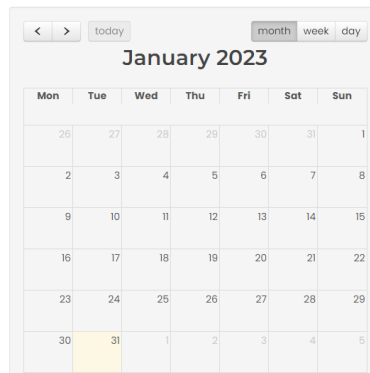 < > today month week day
January 2023
Mon Tue Wed Thu Fri Sat Sun
26 27 28 29 30 31 1
2 3 4 5 6 7 8
9 10 11 12 13 14 15
16 17 18 19 20 21 22
23 24 25 26 27 28 29
30 31 1 2 3 4 5